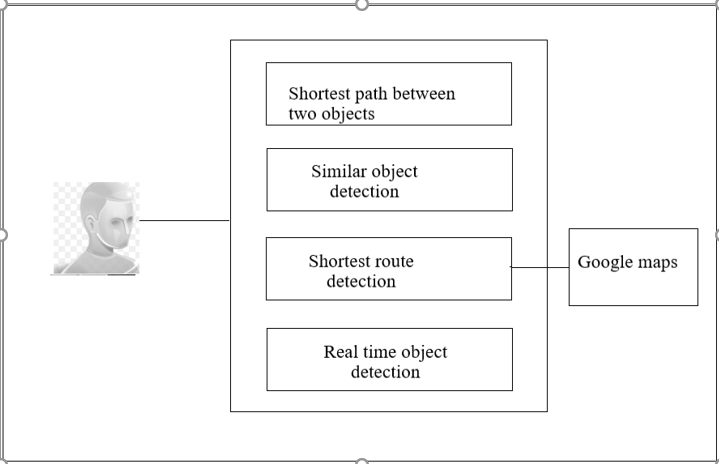 Shortest path between
two objects
Similar object
detection
Shortest route
detection
Google maps
Real time object
detection